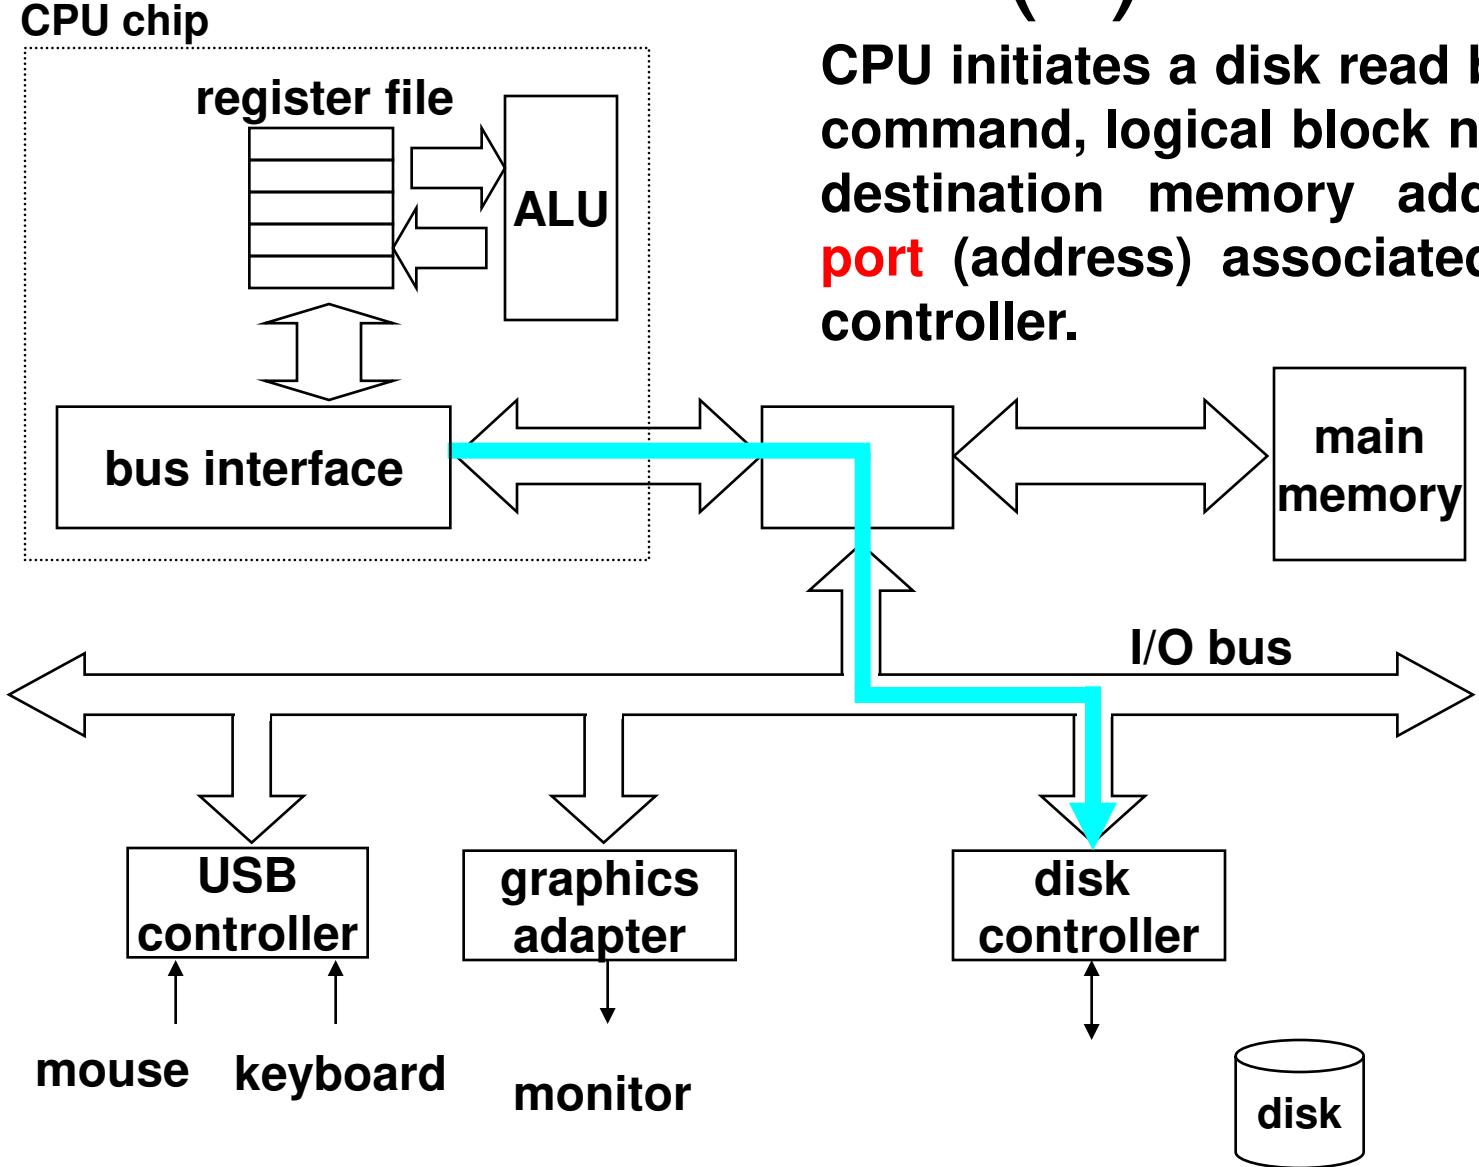 ( )
CPU chip
CPU initiates a disk read
command, logical block
destination memory
port (address)
controller.
register file
ALU
bus interface
main
memory
I/O bus
USB
controller
graphics
adapter
disk
controller
mouse
keyboard
monitor
disk